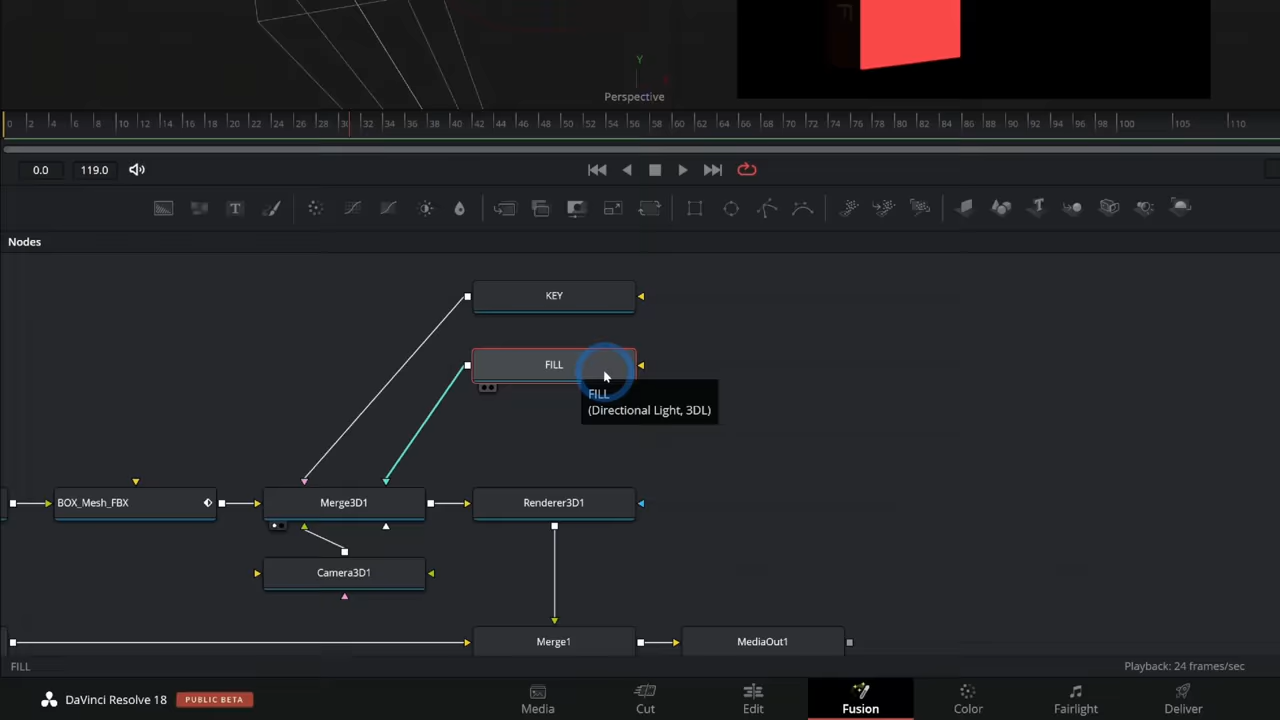 Y
Perspective
0 2 4 6 8 10 12 14 16 18 20 22 24 26 28 30 32 34 36 38 40 42 44 46 48 50 52 54 56 58 60 62 64 66 68 70 72 74 76 78 80 82 84 86 88 90 92 94 96 98 100 105 110
0.0 119.0
T
Nodes
KEY
FILL
FILL
(Directional Light, 3DL)
BOX_Mesh_FBX Merge3D1 Renderer3D1
Camera3D1
Merge1 MediaOut1
FILL Playback: 24 frames/sec
DaVinci Resolve 18 PUBLIC BETA Media Cut Edit Fusion Color Fairlight Deliver